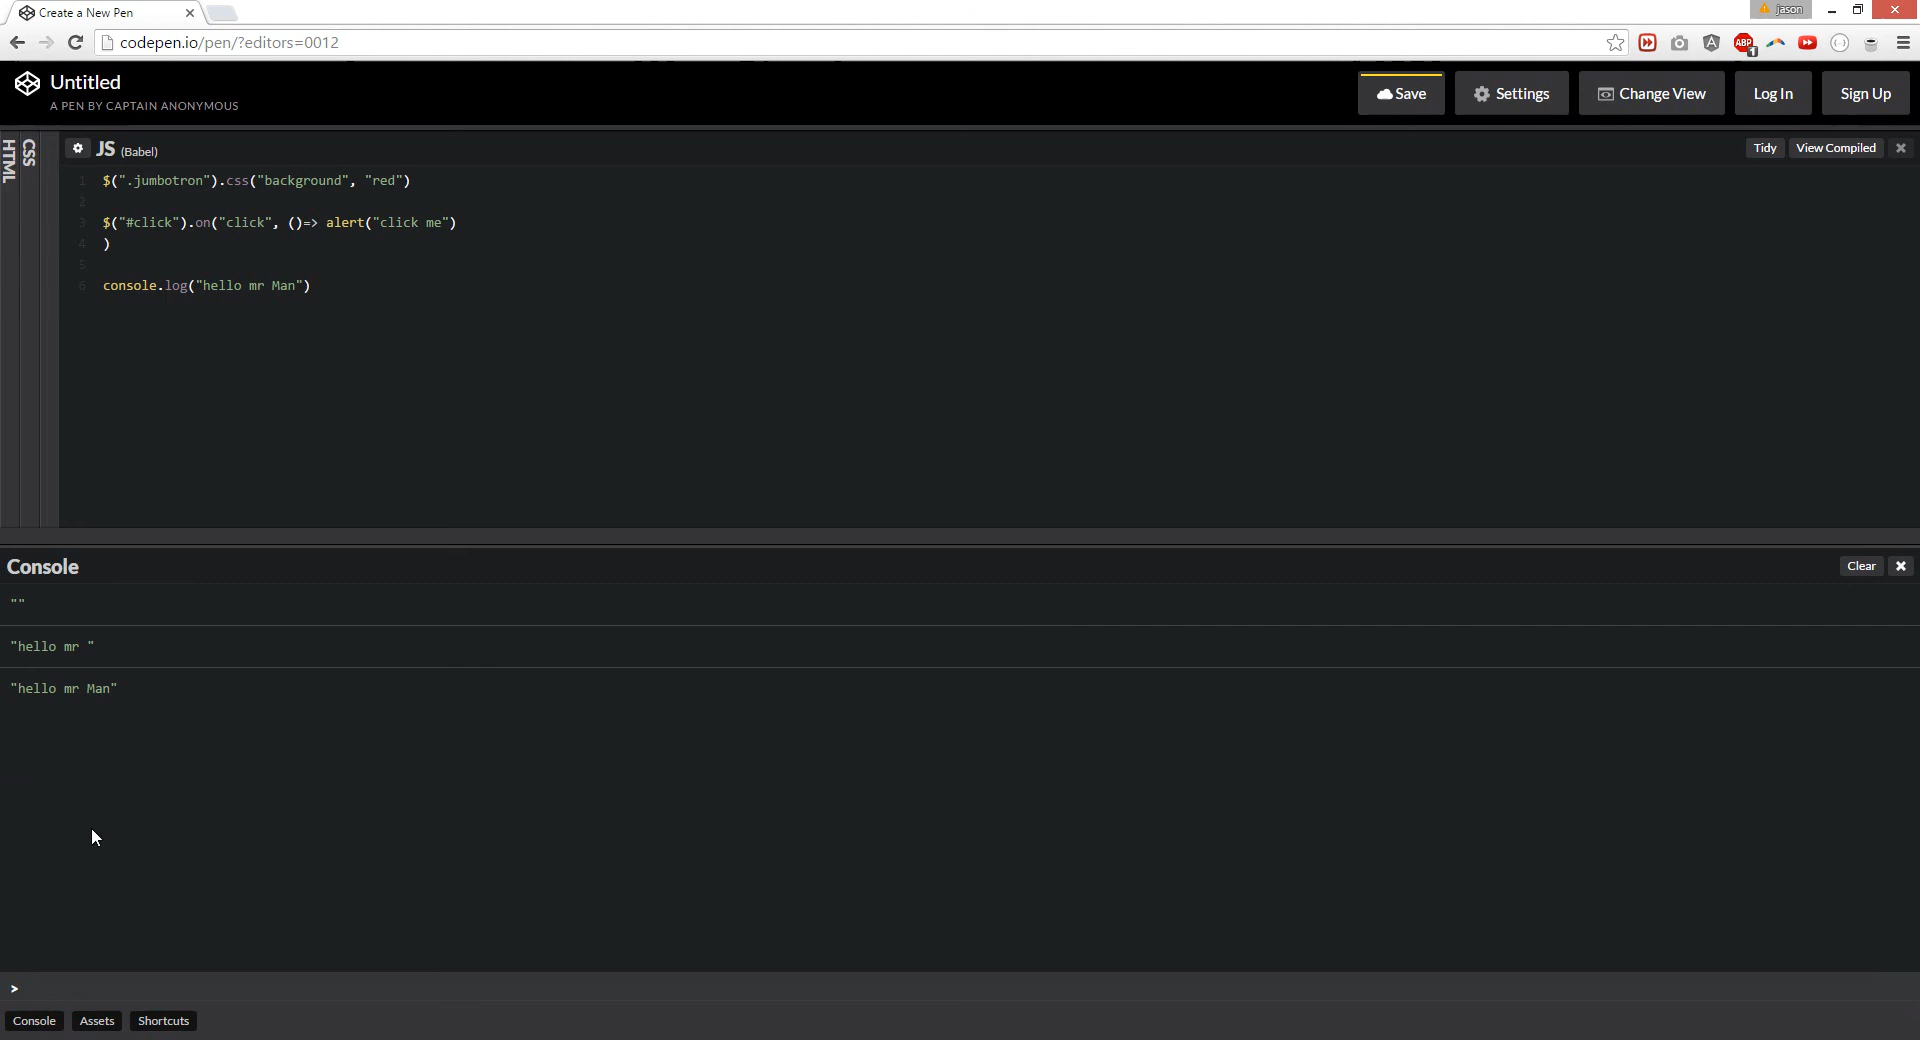 Create a New Pen
jason
codepen.io/pen/?editors=0012
ABP
1
Untitled
A PEN BY CAPTAIN ANONYMOUS
Save
Settings
Change View
Log In
Sign Up
HTML
CSS
JS (Babel)
Tidy
View Compiled
1 $(".jumbotron").css("background", "red")
2
3 $("#click").on("click", ()=> alert("click me")
4 )
5
6 console.log("hello mr Man")
Console
Clear
""
"hello mr "
"hello mr Man"
>
Console
Assets
Shortcuts